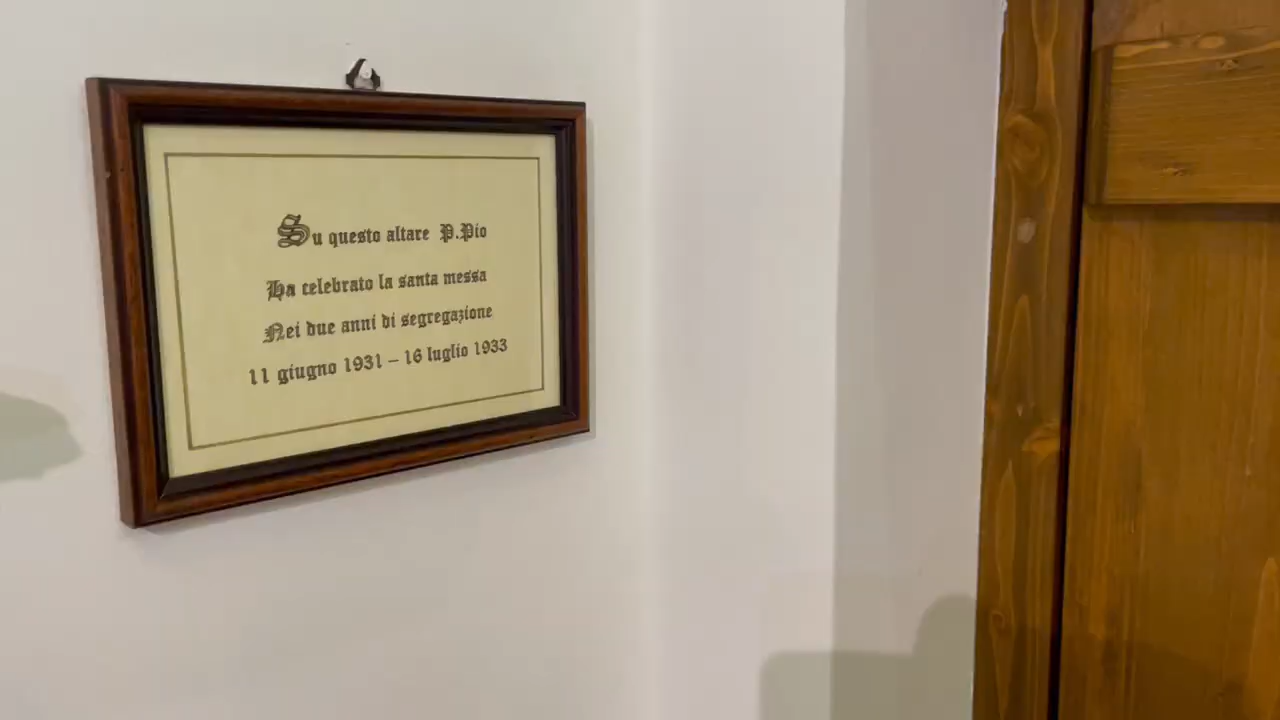 Su questo altare P.Pio
Ha celebrato la santa messa
Nei due anni di segregazione
11 giugno 1931 – 16 luglio 1933